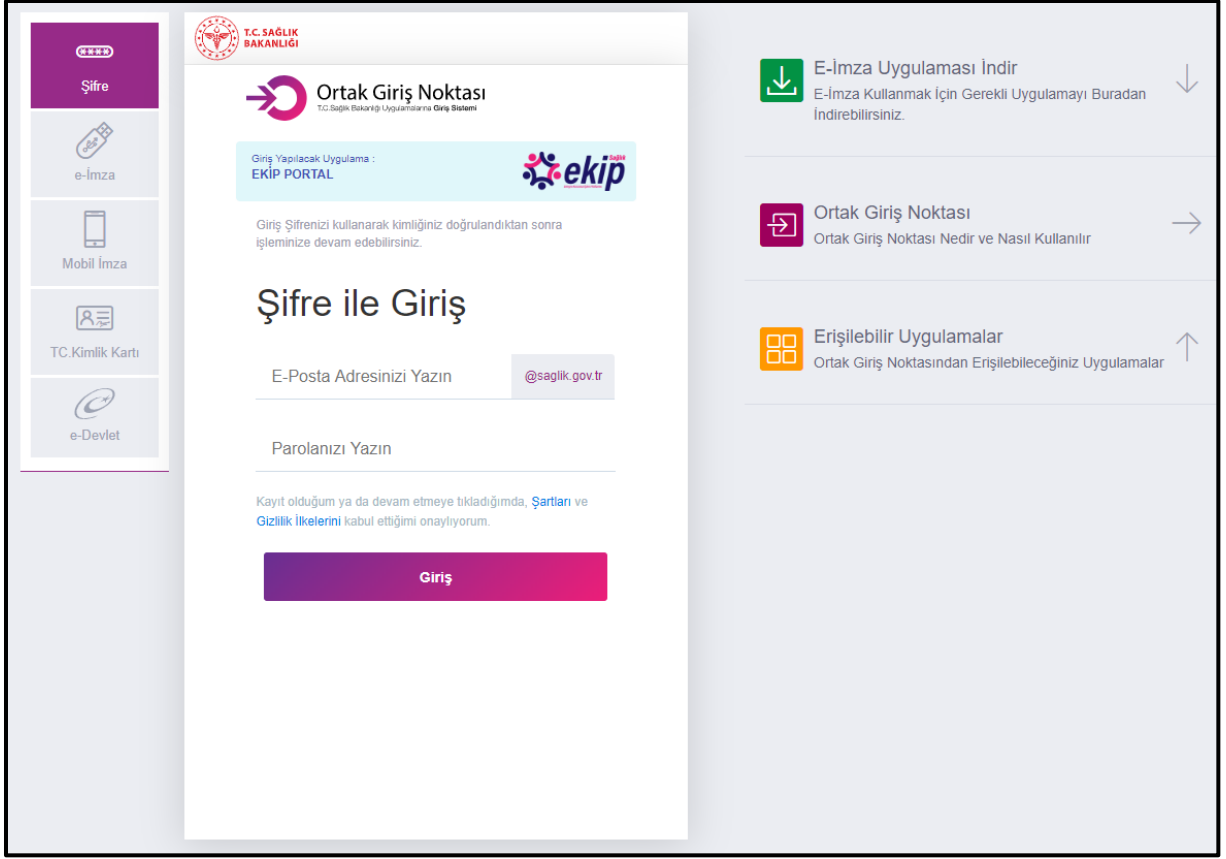 Şifre
e-İmza
Mobil İmza
TC.Kimlik Kartı
e-Devlet
T.C. SAĞLIK
BAKANLIĞI
Ortak Giriş Noktası
T.C.Sağlık Bakanlığı Uygulamalarına Giriş Sistemi
Giriş Yapılacak Uygulama :
EKİP PORTAL
Sağlık
ekip
Giriş Şifrenizi kullanarak kimliğiniz doğrulandıktan sonra
işleminize devam edebilirsiniz.
Şifre ile Giriş
E-Posta Adresinizi Yazın
@saglik.gov.tr
Parolanızı Yazın
Kayıt olduğum ya da devam etmeye tıkladığımda, Şartları ve
Gizlilik İlkelerini kabul ettiğimi onaylıyorum.
Giriş
E-İmza Uygulaması İndir
E-İmza Kullanmak İçin Gerekli Uygulamayı Buradan
İndirebilirsiniz.
Ortak Giriş Noktası
Ortak Giriş Noktası Nedir ve Nasıl Kullanılır
Erişilebilir Uygulamalar
Ortak Giriş Noktasından Erişilebileceğiniz Uygulamalar